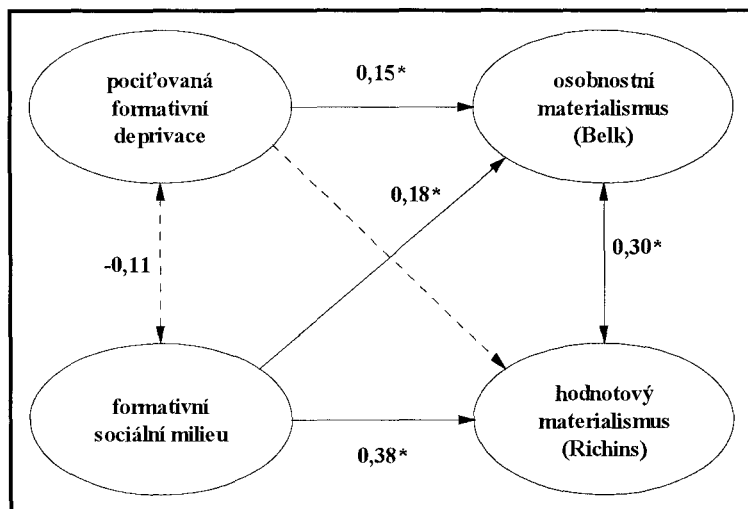 pociťovaná
formativní
deprivace
0,15*
osobnostní
materialismus
(Belk)
0,18*
-0,11
0,30*
formativní
sociální milieu
0,38*
hodnotový
materialismus
(Richins)